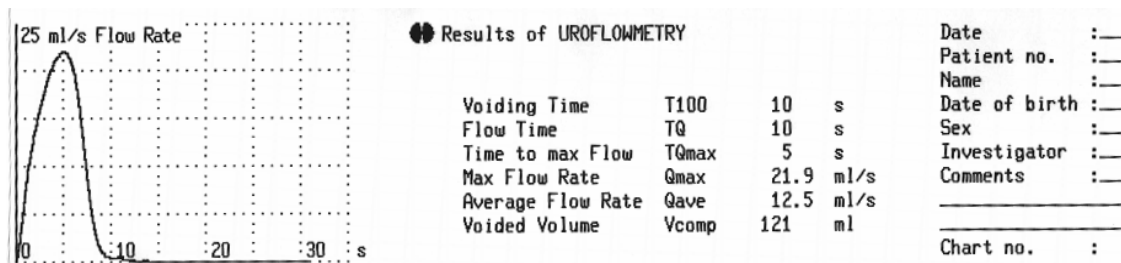 25 ml/s Flow Rate
0 10 20 30 s
Results of UROFLOWMETRY
Voiding Time T100 10 s
Flow Time TQ 10 s
Time to max Flow TQmax 5 s
Max Flow Rate Qmax 21.9 ml/s
Average Flow Rate Qave 12.5 ml/s
Voided Volume Vcomp 121 ml
Date :
Patient no. :
Name :
Date of birth :
Sex :
Investigator :
Comments :
Chart no. :